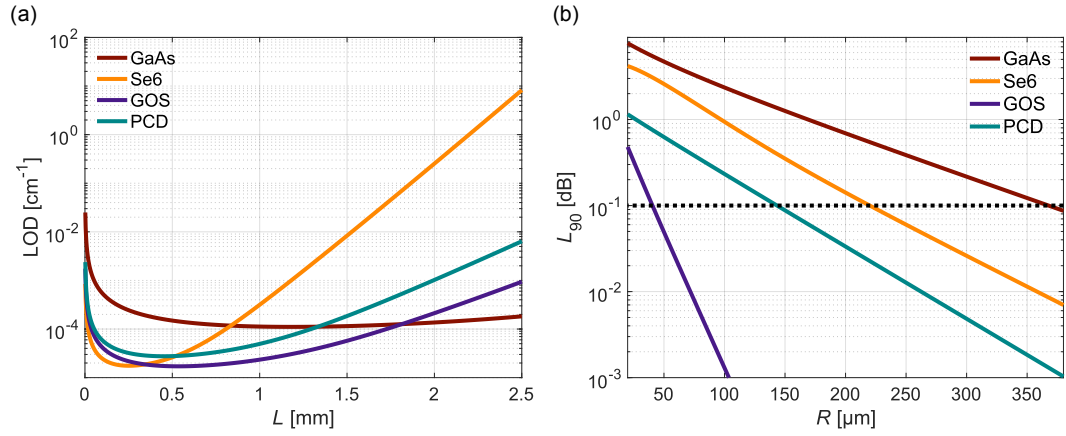 (a)
10^2
10^0
10^-2
10^-4
LOD [cm^-1]
GaAs
Se6
GOS
PCD
0 0.5 1 1.5 2 2.5
L [mm]
(b)
10^0
10^-1
10^-2
10^-3
L_90 [dB]
GaAs
Se6
GOS
PCD
50 100 150 200 250 300 350
R [µm]